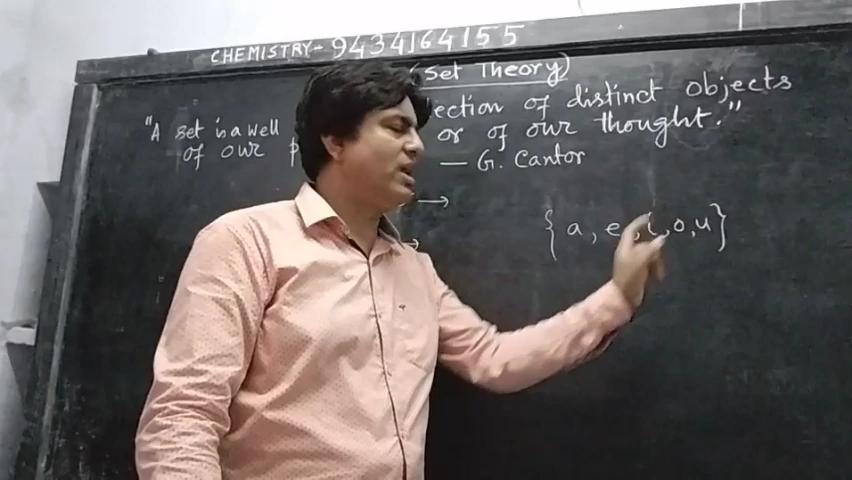 CHEMISTRY- 9434164155
(Set Theory)
"A set is a well ection of distinct objects
of our p or of our thought."
— G. Cantor
→
→
{a, e, i, o, u}